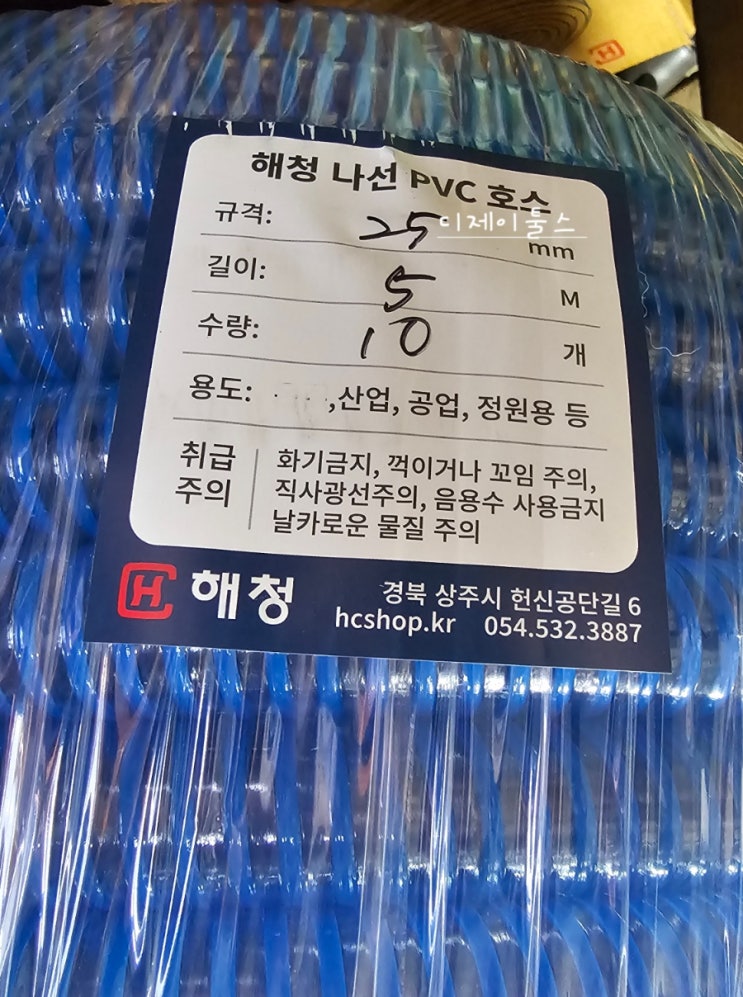 해청 나선 PVC 호스
디제이툴스
규격: 25 mm
길이: 5 M
수량: 10 개
용도: ,산업, 공업, 정원용 등
취급 주의
화기금지, 꺽이거나 꼬임 주의,
직사광선주의, 음용수 사용금지
날카로운 물질 주의
HC 해청
경북 상주시 헌신공단길 6
hcshop.kr 054.532.3887